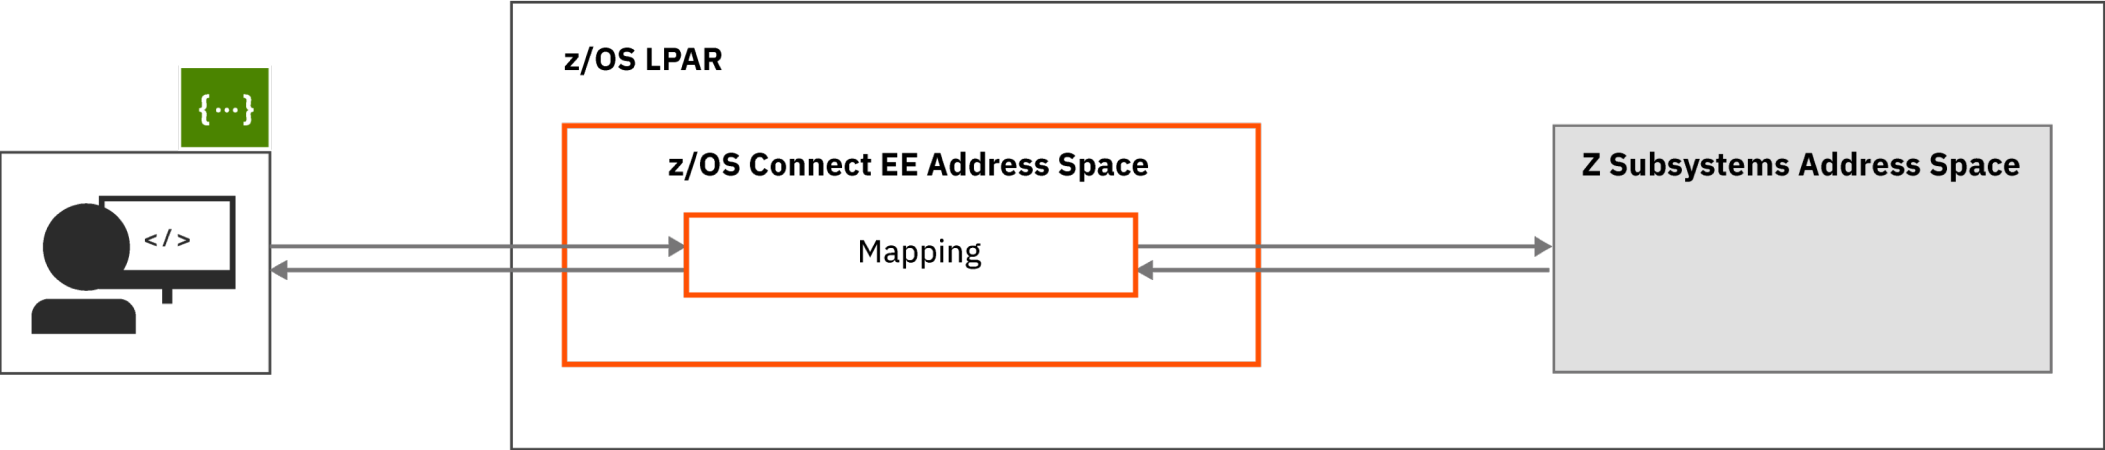 z/OS LPAR
{...}
z/OS Connect EE Address Space
Z Subsystems Address Space
</>
Mapping